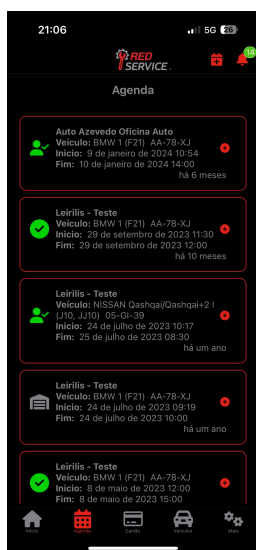 21:06
5G 26
RED
SERVICE.
14
Agenda
Auto Azevedo Oficina Auto
Veículo: BMW 1 (F21) AA-78-XJ
Inicio: 9 de janeiro de 2024 10:54
Fim: 10 de janeiro de 2024 14:00
há 6 meses
Leirilis - Teste
Veículo: BMW 1 (F21) AA-78-XJ
Inicio: 29 de setembro de 2023 11:30
Fim: 29 de setembro de 2023 12:00
há 10 meses
Leirilis - Teste
Veículo: NISSAN Qashqai/Qashqai+2 I
(J10, JJ10) 05-GI-39
Inicio: 24 de julho de 2023 10:17
Fim: 25 de julho de 2023 08:30
há um ano
Leirilis - Teste
Veículo: BMW 1 (F21) AA-78-XJ
Inicio: 24 de julho de 2023 09:19
Fim: 24 de julho de 2023 10:00
há um ano
Leirilis - Teste
Veículo: BMW 1 (F21) AA-78-XJ
Inicio: 8 de maio de 2023 12:00
Fim: 8 de maio de 2023 15:00
Início Agenda Cartão Veículos Mais